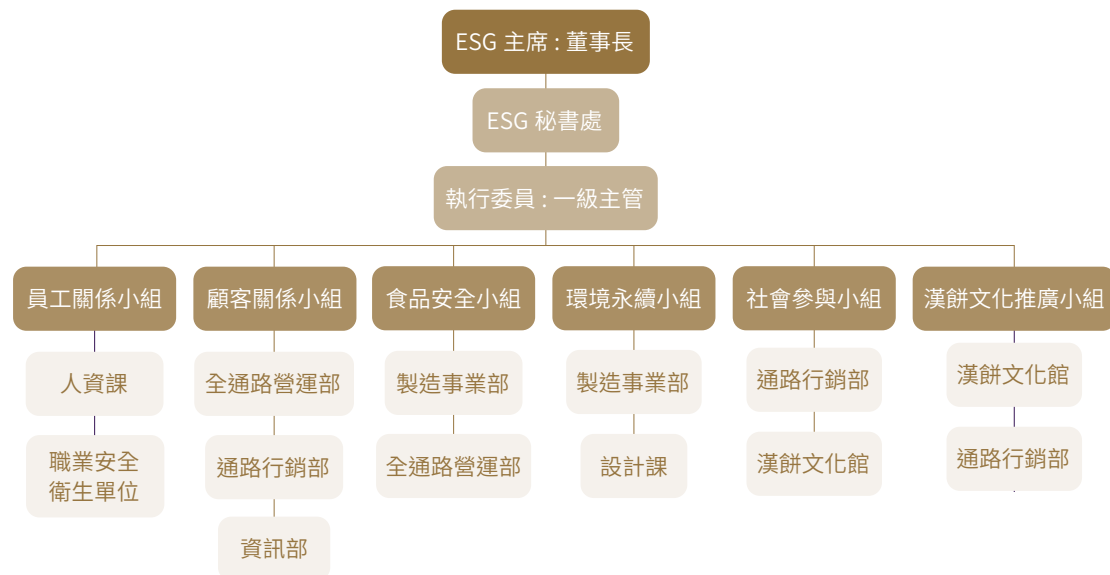 ESG 主席 : 董事長
ESG 秘書處
執行委員 : 一級主管
員工關係小組
顧客關係小組
食品安全小組
環境永續小組
社會參與小組
漢餅文化推廣小組
人資課
全通路營運部
製造事業部
製造事業部
通路行銷部
漢餅文化館
職業安全
衛生單位
通路行銷部
全通路營運部
設計課
漢餅文化館
通路行銷部
資訊部